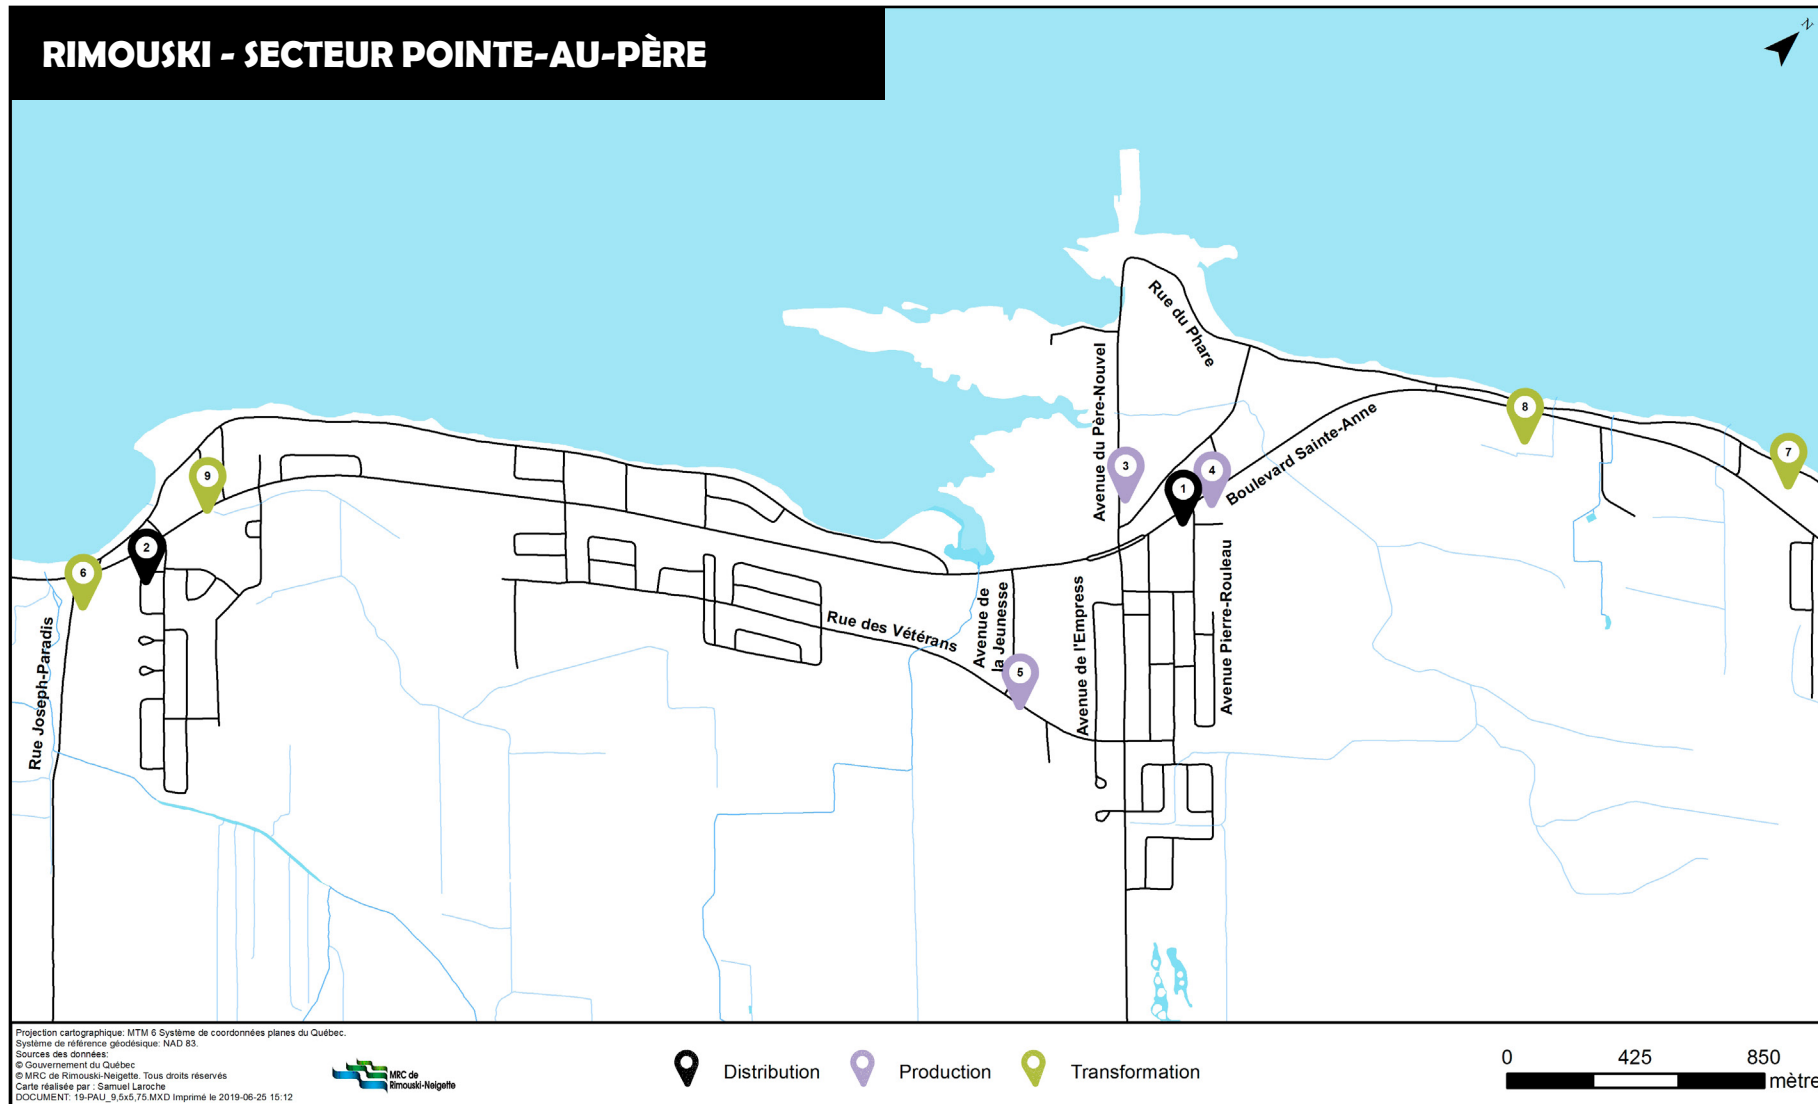 RIMOUSKI - SECTEUR POINTE-AU-PÈRE
N
Rue du Phare
Avenue du Père-Nouvel
8
Boulevard Sainte-Anne
7
3
4
9
1
2
6
Avenue de
la Jeunesse
Avenue de l'Empress
Avenue Pierre-Rouleau
Rue des Vétérans
Rue Joseph-Paradis
5
Projection cartographique: MTM 6 Système de coordonnées planes du Québec.
Système de référence géodésique: NAD 83.
Sources des données:
© Gouvernement du Québec
© MRC de Rimouski-Neigette. Tous droits réservés
Carte réalisée par : Samuel Laroche
DOCUMENT: 19-PAU_9,5x5,75.MXD Imprimé le 2019-06-25 15:12
MRC de
Rimouski-Neigette
Distribution
Production
Transformation
0 425 850
mètre